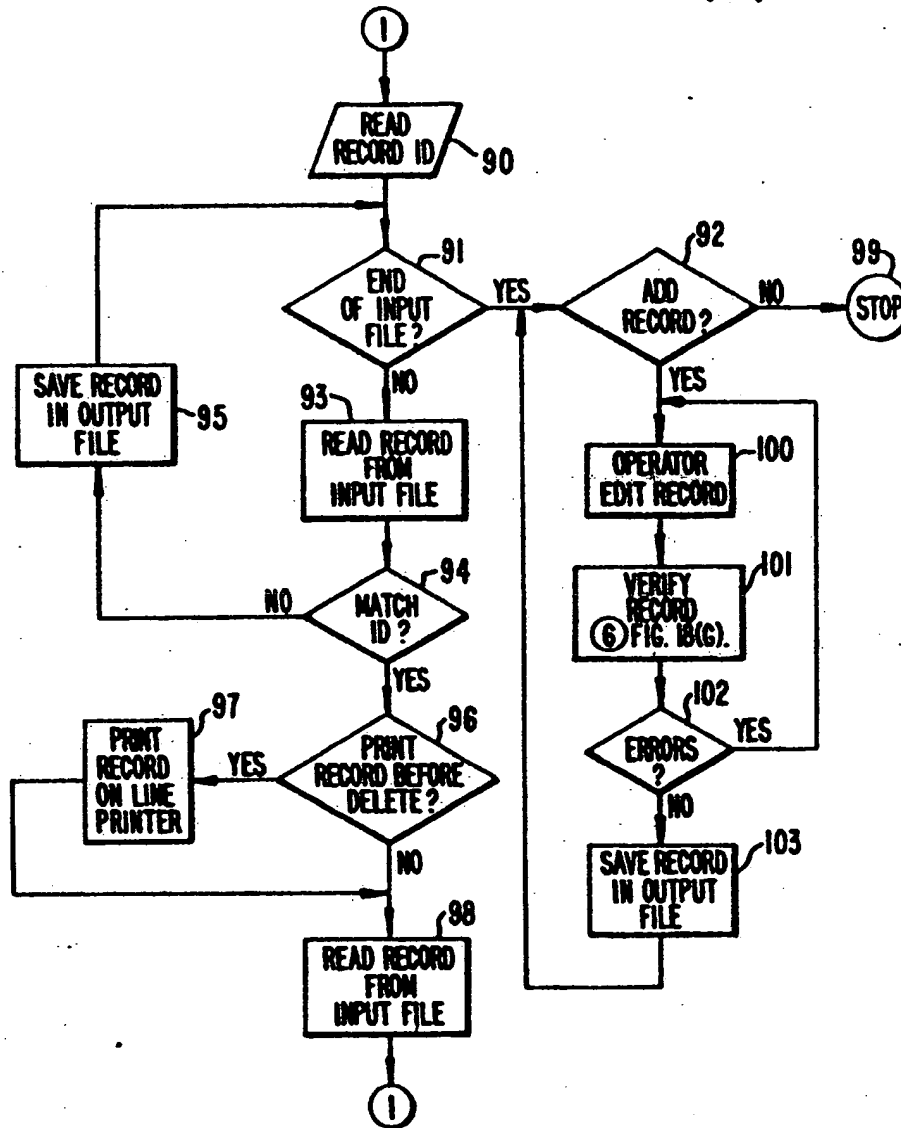 1
READ
RECORD ID
90
END
OF INPUT
FILE?
91
YES
NO
ADD
RECORD?
92
NO
YES
99
STOP
SAVE RECORD
IN OUTPUT
FILE
95
93
READ RECORD
FROM
INPUT FILE
OPERATOR
EDIT RECORD
100
94
MATCH
ID?
NO
YES
VERIFY
RECORD
6 FIG. 18(G).
101
102
ERRORS
?
YES
NO
97
PRINT
RECORD
ON LINE
PRINTER
96
PRINT
RECORD BEFORE
DELETE?
YES
NO
103
SAVE RECORD
IN OUTPUT
FILE
98
READ RECORD
FROM
INPUT FILE
1